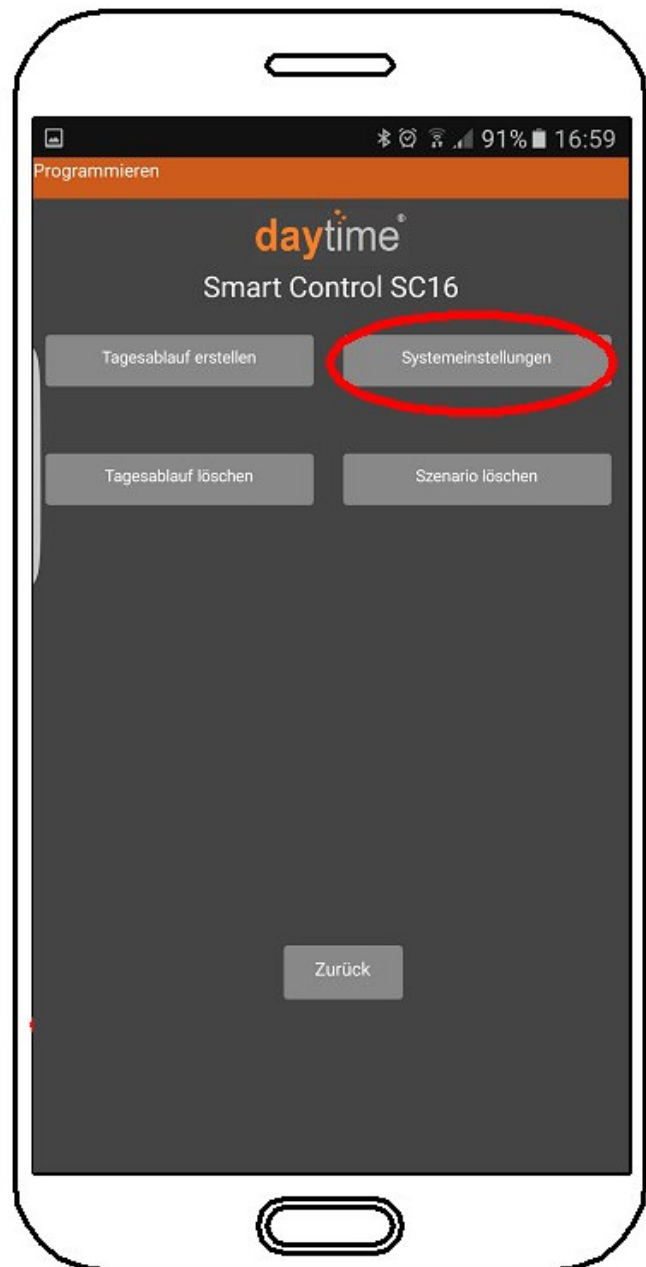 91% 16:59
Programmieren
daytime®
Smart Control SC16
Tagesablauf erstellen Systemeinstellungen
Tagesablauf löschen Szenario löschen
Zurück